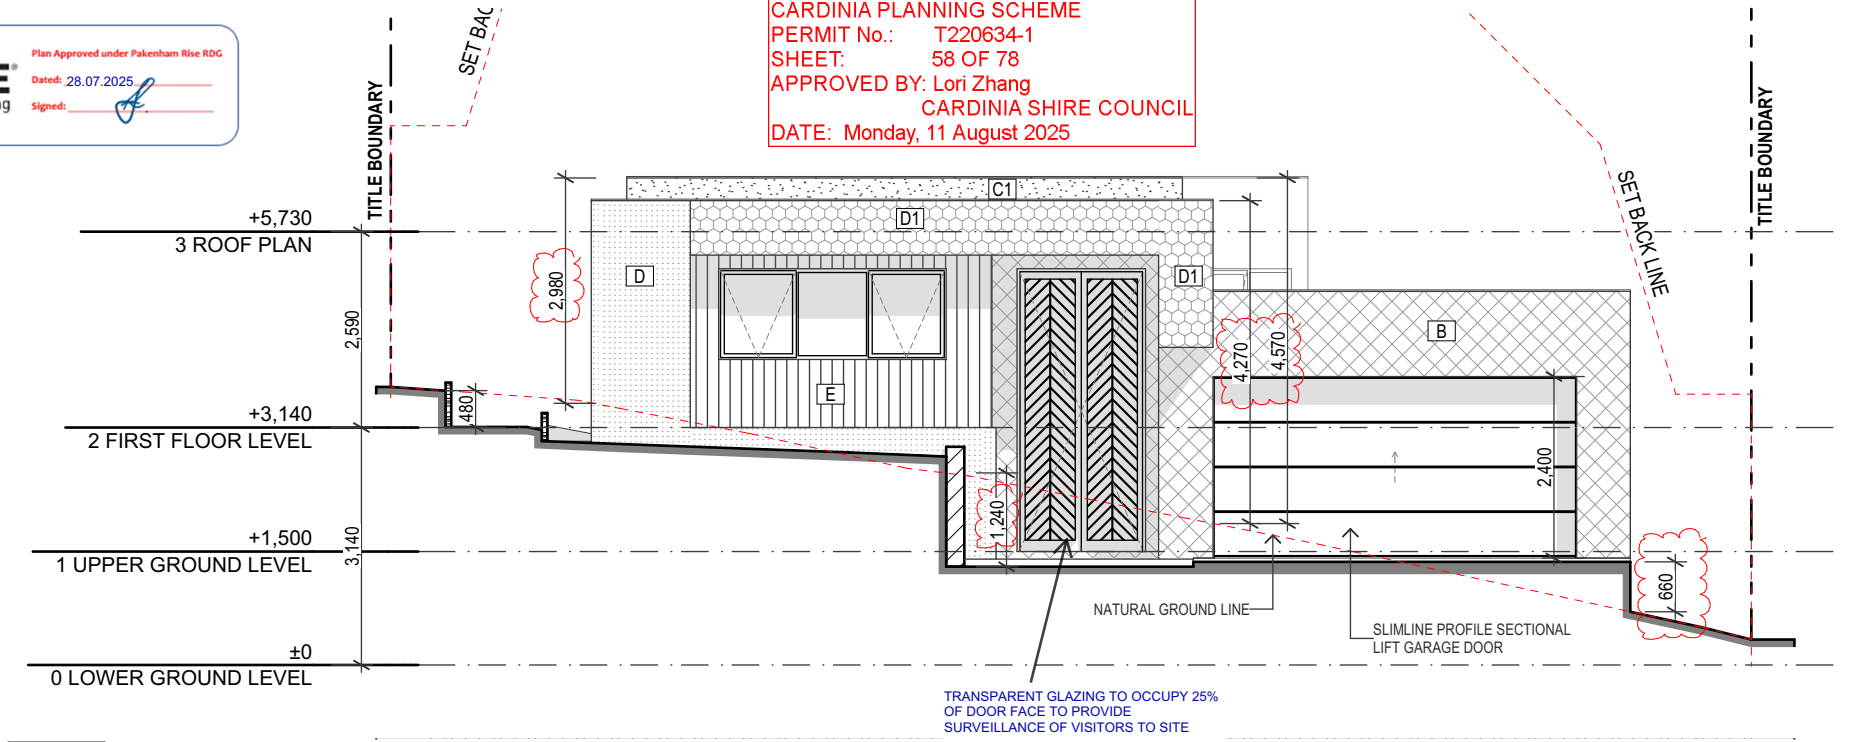 Plan Approved under Pakenham Rise RDG
Dated: 28.07.2025
Signed:
CARDINIA PLANNING SCHEME
PERMIT No.: T220634-1
SHEET: 58 OF 78
APPROVED BY: Lori Zhang
CARDINIA SHIRE COUNCIL
DATE: Monday, 11 August 2025
TITLE BOUNDARY
SET BAC
SET BACK LINE
TITLE BOUNDARY
+5,730
3 ROOF PLAN
+3,140
2 FIRST FLOOR LEVEL
+1,500
1 UPPER GROUND LEVEL
±0
0 LOWER GROUND LEVEL
2,590
3,140
480
2,980
C1
D1
D
D1
B
E
4,270
4,570
2,400
1,240
660
NATURAL GROUND LINE
SLIMLINE PROFILE SECTIONAL
LIFT GARAGE DOOR
TRANSPARENT GLAZING TO OCCUPY 25%
OF DOOR FACE TO PROVIDE
SURVEILLANCE OF VISITORS TO SITE